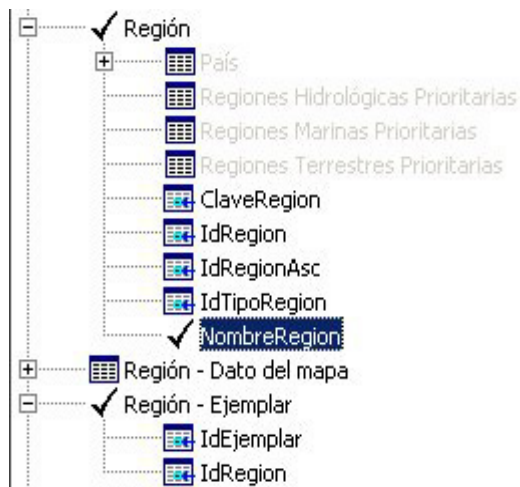 Región
País
Regiones Hidrológicas Prioritarias
Regiones Marinas Prioritarias
Regiones Terrestres Prioritarias
ClaveRegion
IdRegion
IdRegionAsc
IdTipoRegion
NombreRegion
Región - Dato del mapa
Región - Ejemplar
IdEjemplar
IdRegion